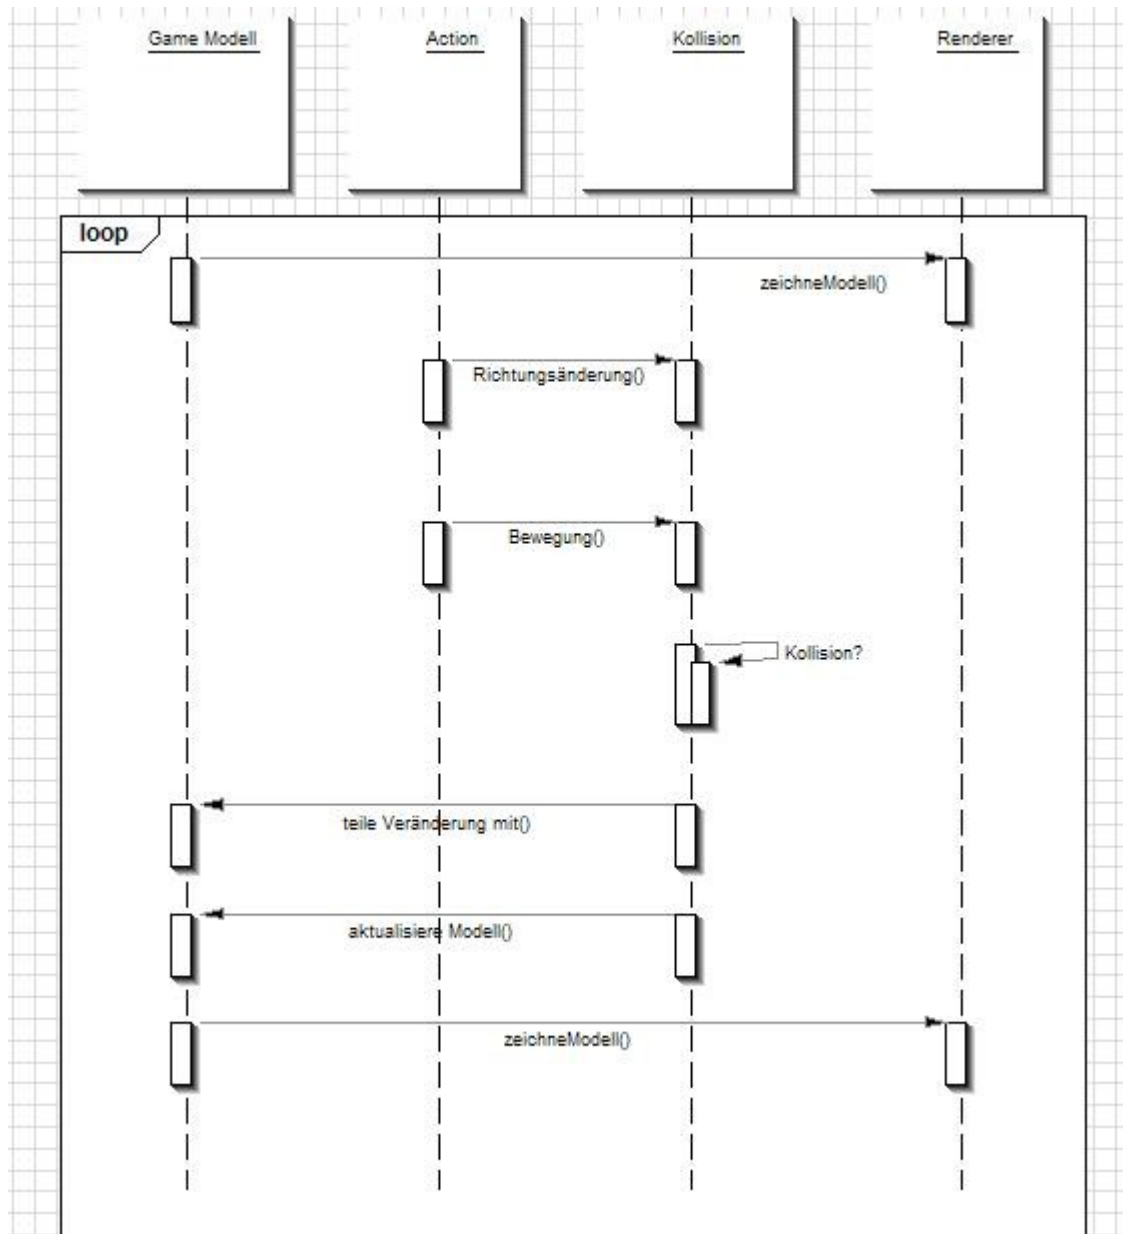 Game Modell
Action
Kollision
Renderer
loop
zeichneModell()
Richtungsänderung()
Bewegung()
Kollision?
teile Veränderung mit()
aktualisiere Modell()
zeichneModell()